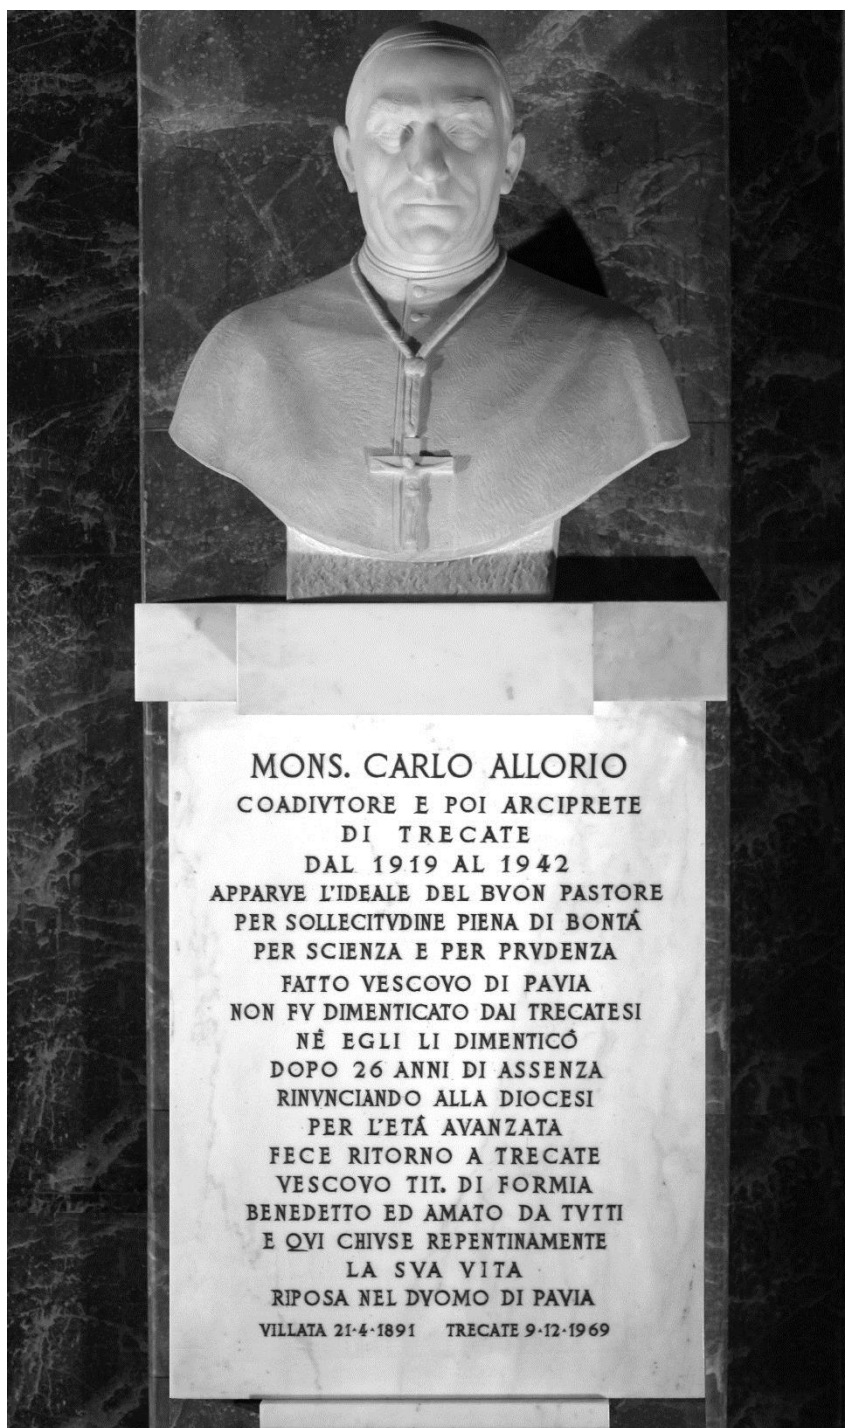 MONS. CARLO ALLORIO
COADIVTORE E POI ARCIPRETE
DI TRECATE
DAL 1919 AL 1942
APPARVE L'IDEALE DEL BVON PASTORE
PER SOLLECITVDINE PIENA DI BONTÁ
PER SCIENZA E PER PRVDENZA
FATTO VESCOVO DI PAVIA
NON FV DIMENTICATO DAI TRECATESI
NÉ EGLI LI DIMENTICÓ
DOPO 26 ANNI DI ASSENZA
RINVNCIANDO ALLA DIOCESI
PER L'ETÁ AVANZATA
FECE RITORNO A TRECATE
VESCOVO TIT. DI FORMIA
BENEDETTO ED AMATO DA TVTTI
E QVI CHIVSE REPENTINAMENTE
LA SVA VITA
RIPOSA NEL DVOMO DI PAVIA
VILLATA 21·4·1891 TRECATE 9·12·1969